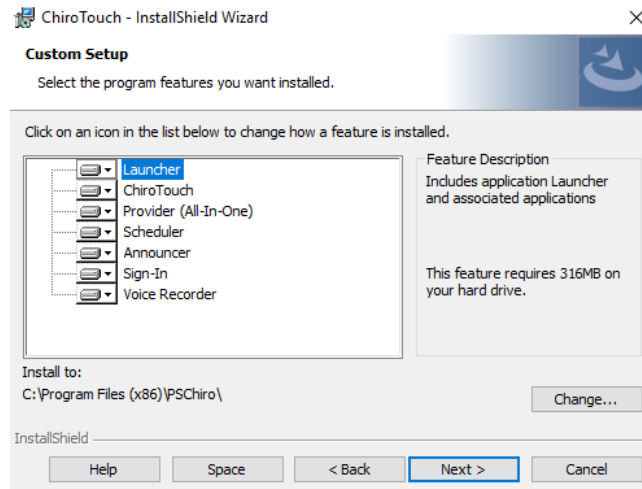 ChiroTouch - InstallShield Wizard
Custom Setup
Select the program features you want installed.
Click on an icon in the list below to change how a feature is installed.
Launcher
ChiroTouch
Provider (All-In-One)
Scheduler
Announcer
Sign-In
Voice Recorder
Feature Description
Includes application Launcher
and associated applications
This feature requires 316MB on
your hard drive.
Install to:
C:\Program Files (x86)\PSChiro\
Change...
InstallShield
Help
Space
< Back
Next >
Cancel